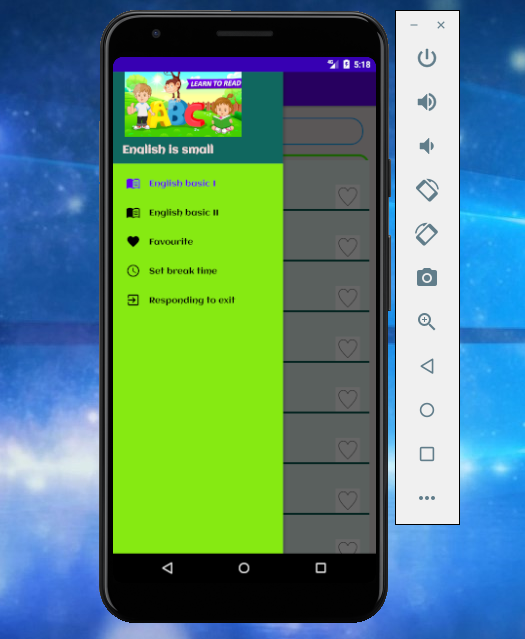 5:18
LEARN TO READ
ABC
English is small
English basic I
English basic II
Favourite
Set break time
Responding to exit